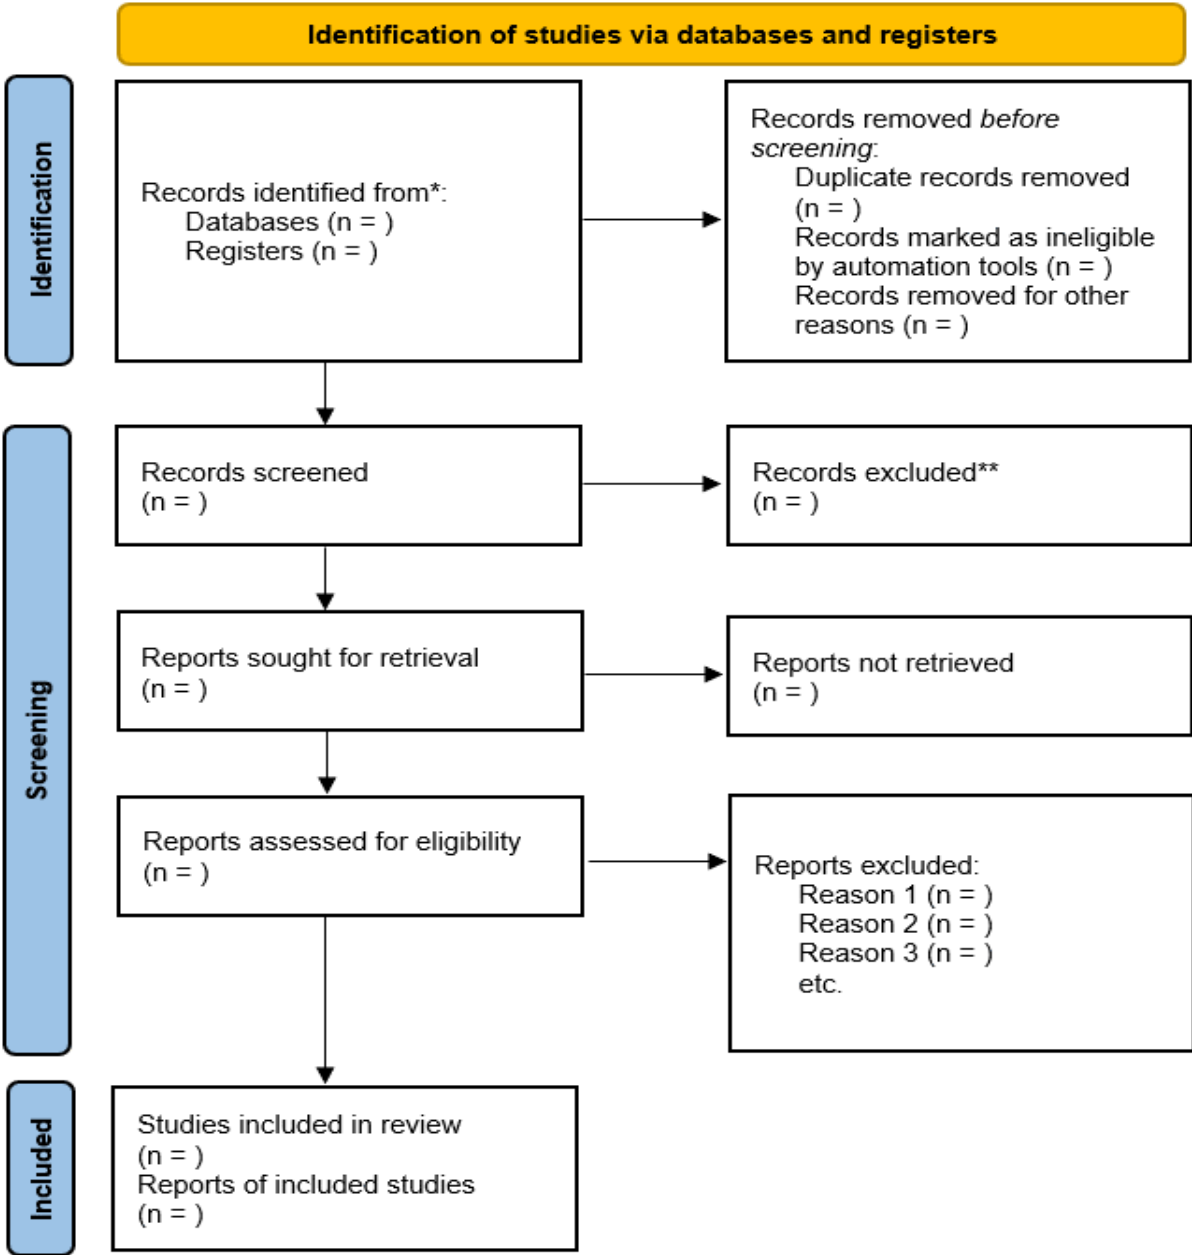 Identification of studies via databases and registers
Identification
Records identified from*:
Databases (n = )
Registers (n = )
Records removed before
screening:
Duplicate records removed
(n = )
Records marked as ineligible
by automation tools (n = )
Records removed for other
reasons (n = )
Screening
Records screened
(n = )
Records excluded**
(n = )
Reports sought for retrieval
(n = )
Reports not retrieved
(n = )
Reports assessed for eligibility
(n = )
Reports excluded:
Reason 1 (n = )
Reason 2 (n = )
Reason 3 (n = )
etc.
Included
Studies included in review
(n = )
Reports of included studies
(n = )